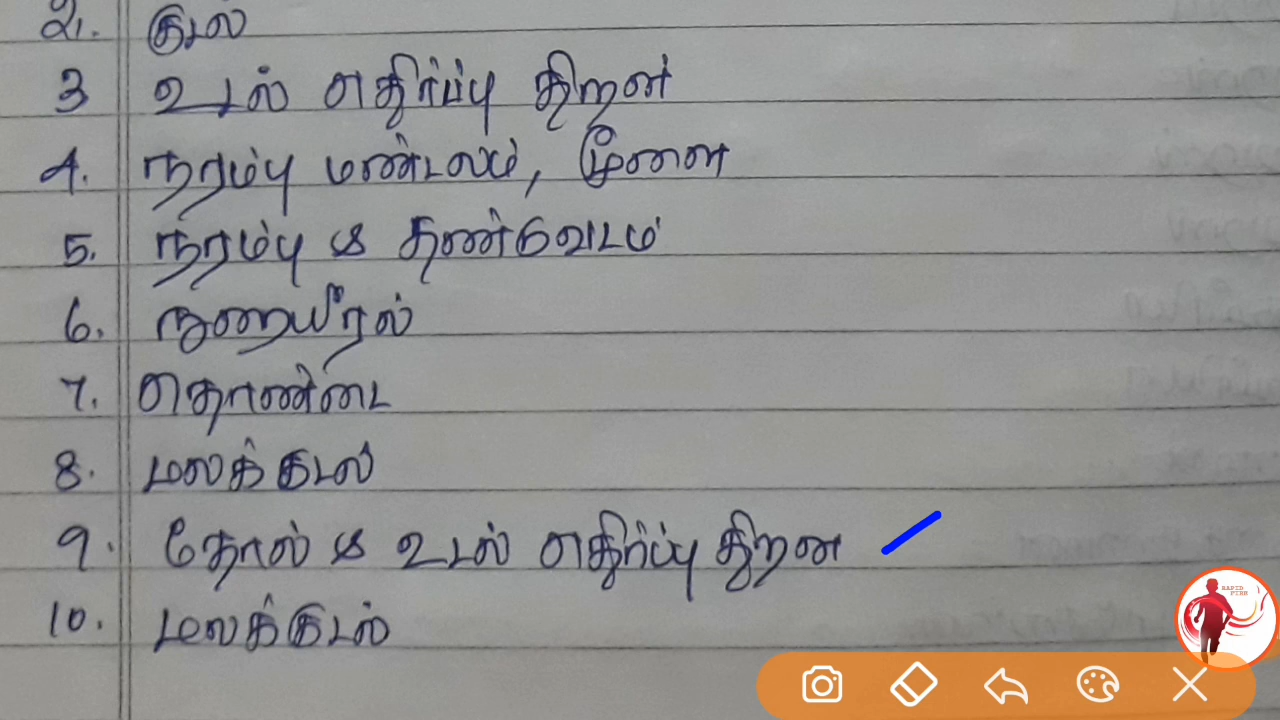 2. குடல்
3 உடல் எதிர்ப்பு திறன்
4. நரம்பு மண்டலம், மூளை
5. நரம்பு & தண்டுவடம்
6. நுரையீரல்
7. தொண்டை
8. மலக்குடல்
9. தோல் & உடல் எதிர்ப்பு திறன
10. மலக்குடல்
RAPID